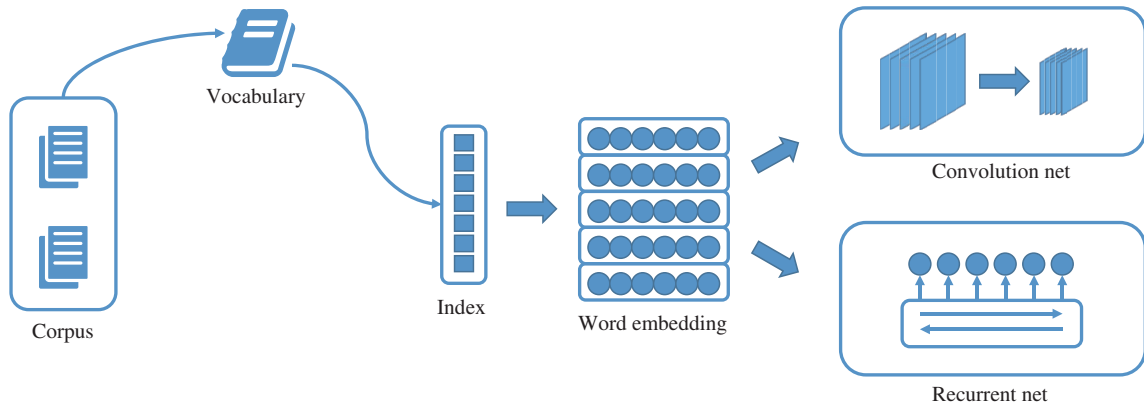 Corpus
Vocabulary
Index
Word embedding
Convolution net
Recurrent net